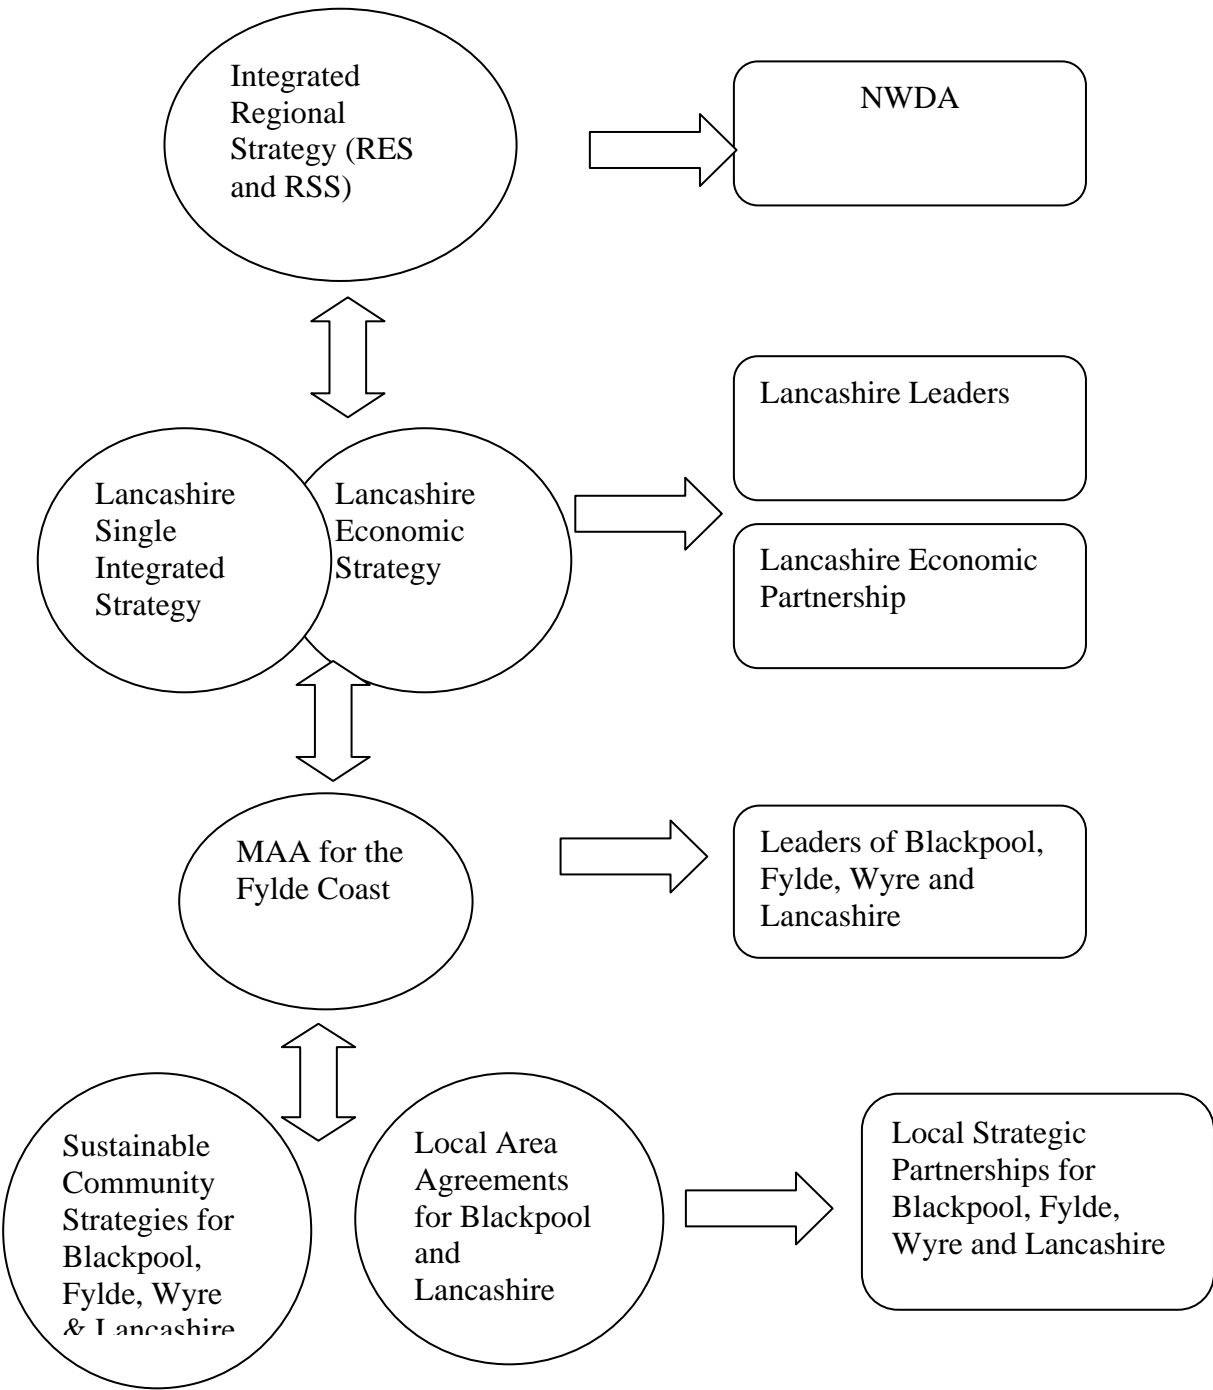 Integrated
Regional
Strategy (RES
and RSS)
NWDA
Lancashire
Single
Integrated
Strategy
Lancashire
Economic
Strategy
Lancashire Leaders
Lancashire Economic
Partnership
MAA for the
Fylde Coast
Leaders of Blackpool,
Fylde, Wyre and
Lancashire
Sustainable
Community
Strategies for
Blackpool,
Fylde, Wyre
& Lancashire
Local Area
Agreements
for Blackpool
and
Lancashire
Local Strategic
Partnerships for
Blackpool, Fylde,
Wyre and Lancashire